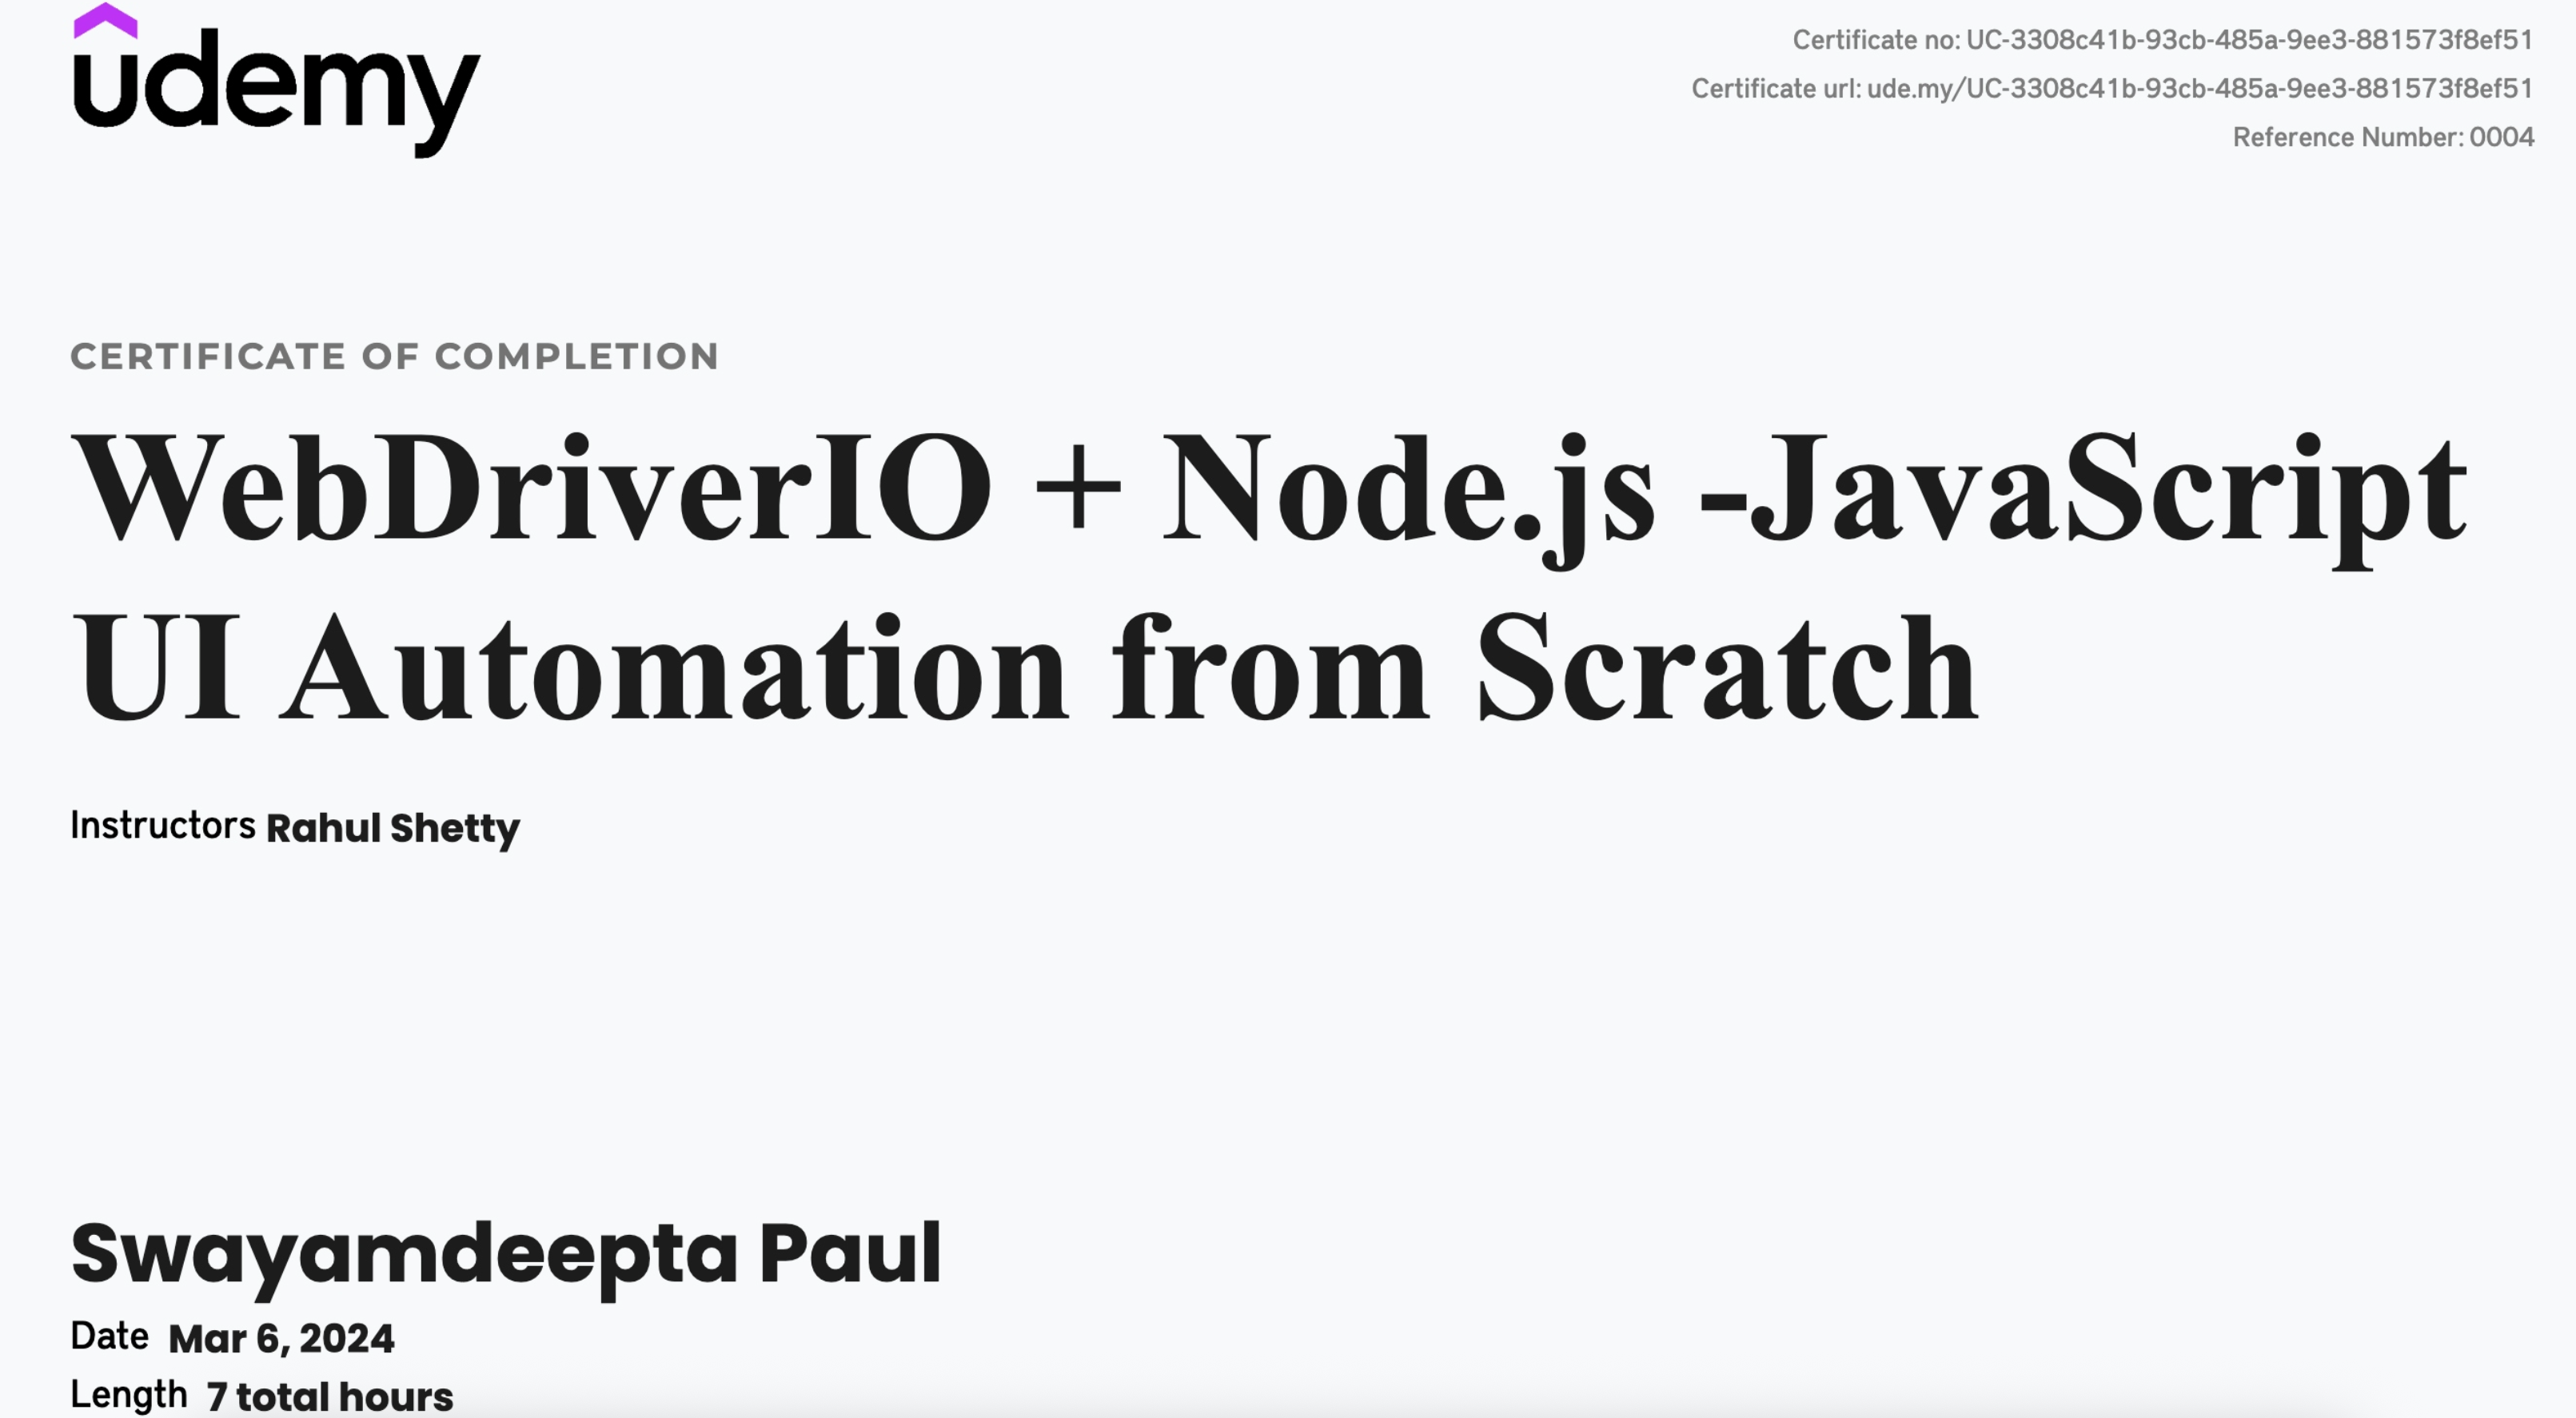 udemy
Certificate no: UC-3308c41b-93cb-485a-9ee3-881573f8ef51
Certificate url: ude.my/UC-3308c41b-93cb-485a-9ee3-881573f8ef51
Reference Number: 0004
CERTIFICATE OF COMPLETION
WebDriverIO + Node.js -JavaScript
UI Automation from Scratch
Instructors Rahul Shetty
Swayamdeepta Paul
Date Mar 6, 2024
Length 7 total hours